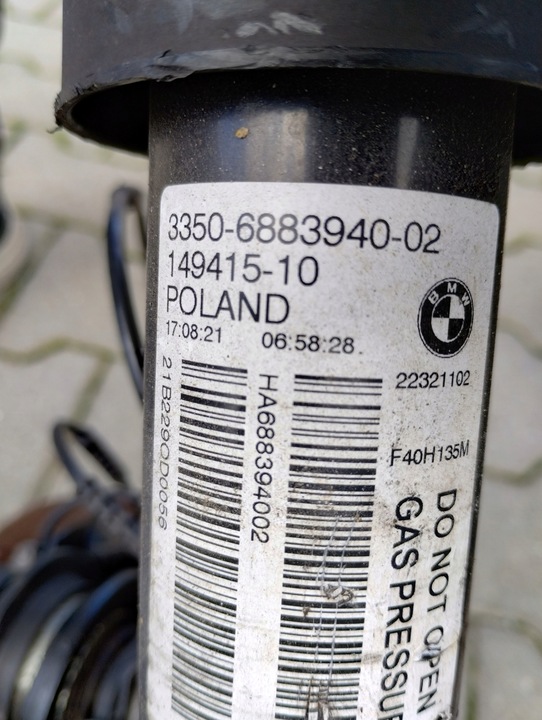 3350-6883940-02
149415-10
POLAND
17:08:21 06:58:28
BMW
22321102
F40H135M
21B229OD0056
HA688394002
DO NOT OPEN
GAS